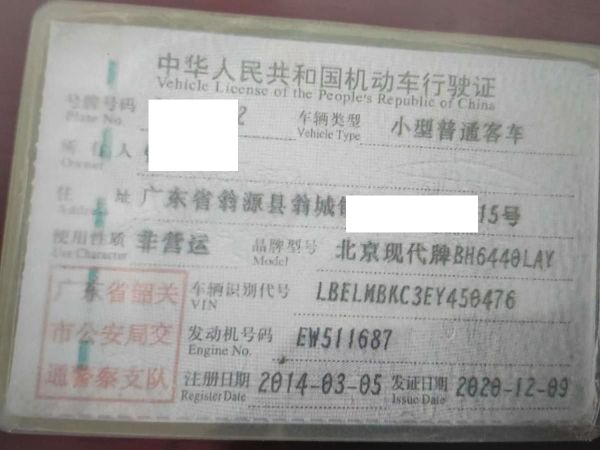 中华人民共和国机动车行驶证
Vehicle License of the People's Republic of China
号牌号码 2 车辆类型 小型普通客车
Plate No. Vehicle Type
所有人
Owner
住址 广东省翁源县翁城 15号
Address
使用性质 非营运 品牌型号 北京现代牌BH6440LAY
Use Character Model
广东省韶关
市公安局交
通警察支队
车辆识别代号 LBELMBKC3EY450476
VIN
发动机号码 EW511687
Engine No.
注册日期 2014-03-05 发证日期 2020-12-09
Register Date Issue Date